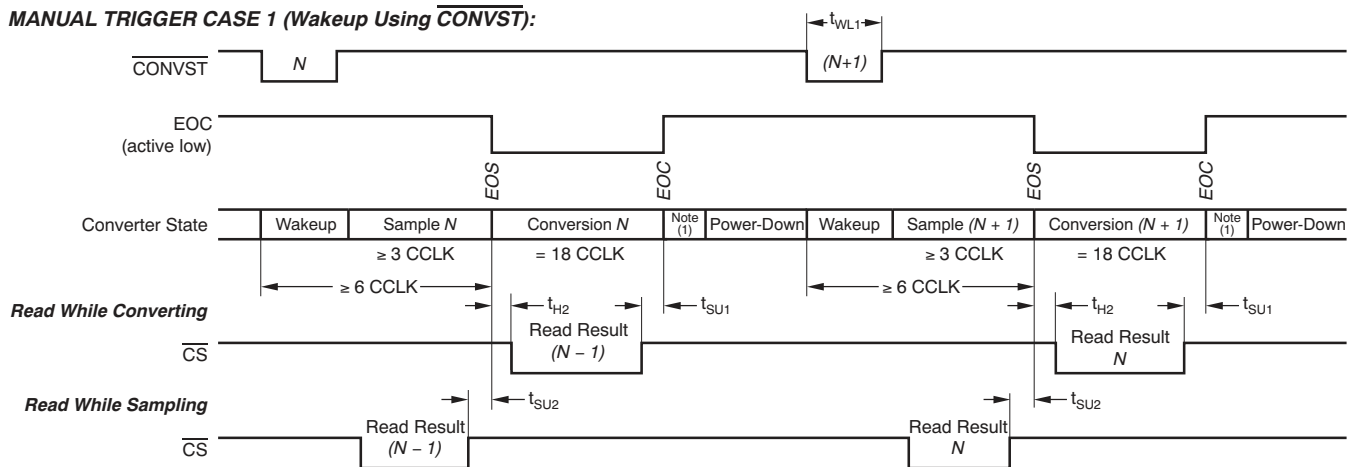 MANUAL TRIGGER CASE 1 (Wakeup Using CONVST):
tWL1
CONVST
N
(N+1)
EOC
(active low)
EOS
EOC
EOS
EOC
Converter State
Wakeup
Sample N
Conversion N
Note (1)
Power-Down
Wakeup
Sample (N + 1)
Conversion (N + 1)
Note (1)
Power-Down
≥ 3 CCLK
= 18 CCLK
≥ 3 CCLK
= 18 CCLK
≥ 6 CCLK
≥ 6 CCLK
Read While Converting
tH2
tSU1
tH2
tSU1
CS
Read Result
(N − 1)
Read Result
N
Read While Sampling
tSU2
tSU2
CS
Read Result
(N − 1)
Read Result
N